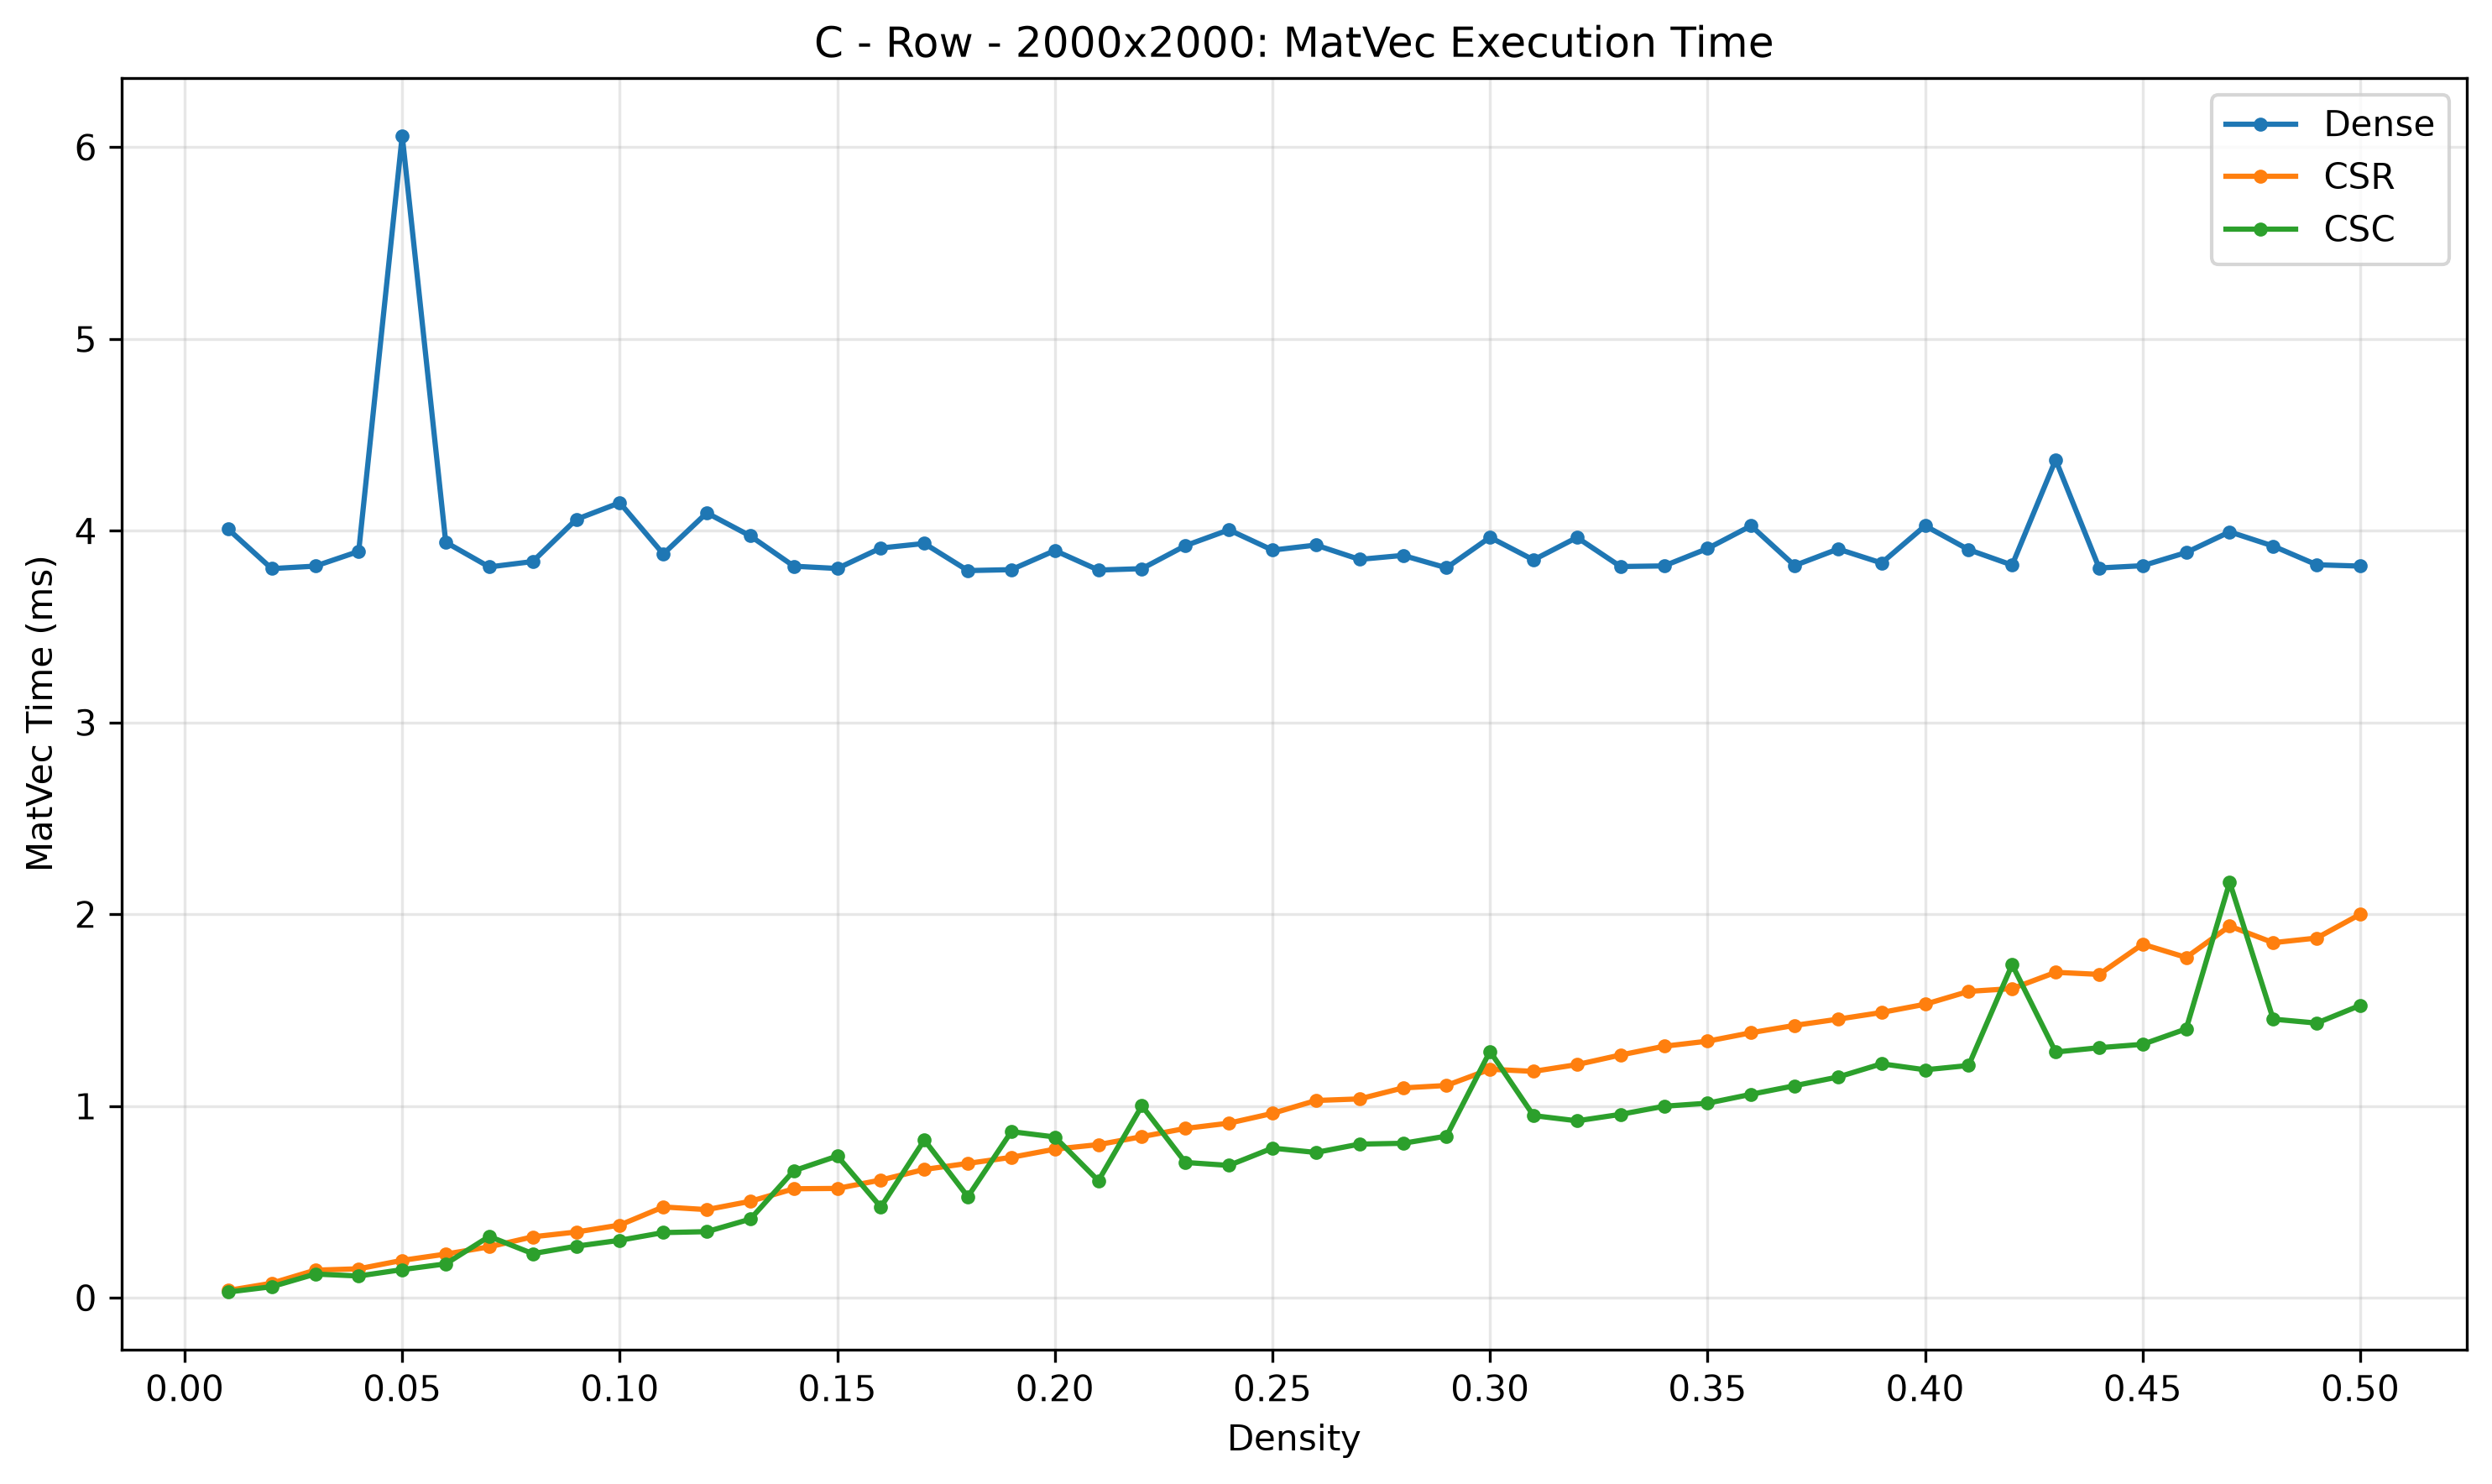 C - Row - 2000x2000: MatVec Execution Time
Dense
CSR
CSC
MatVec Time (ms)
6
5
4
3
2
1
0
0.00 0.05 0.10 0.15 0.20 0.25 0.30 0.35 0.40 0.45 0.50
Density